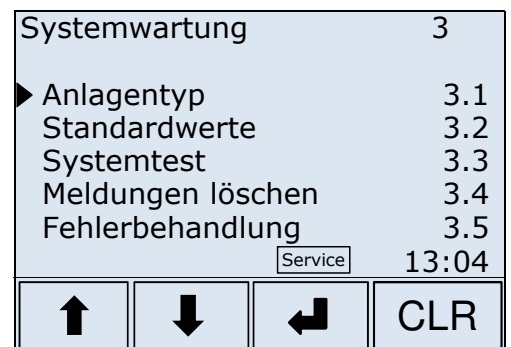 Systemwartung 3
Anlagentyp 3.1
Standardwerte 3.2
Systemtest 3.3
Meldungen löschen 3.4
Fehlerbehandlung 3.5
Service 13:04
CLR